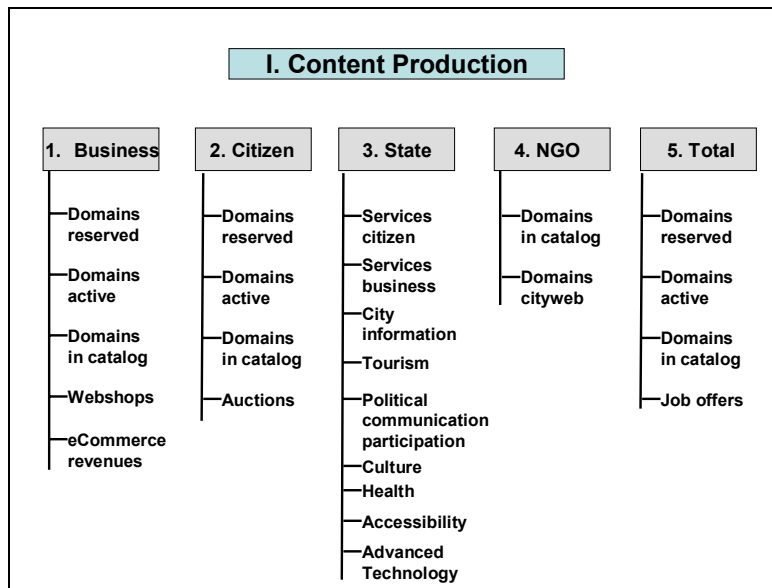 I. Content Production
1. Business
Domains
reserved
Domains
active
Domains
in catalog
Webshops
eCommerce
revenues
2. Citizen
Domains
reserved
Domains
active
Domains
in catalog
Auctions
3. State
Services
citizen
Services
business
City
information
Tourism
Political
communication
participation
Culture
Health
Accessibility
Advanced
Technology
4. NGO
Domains
in catalog
Domains
cityweb
5. Total
Domains
reserved
Domains
active
Domains
in catalog
Job offers